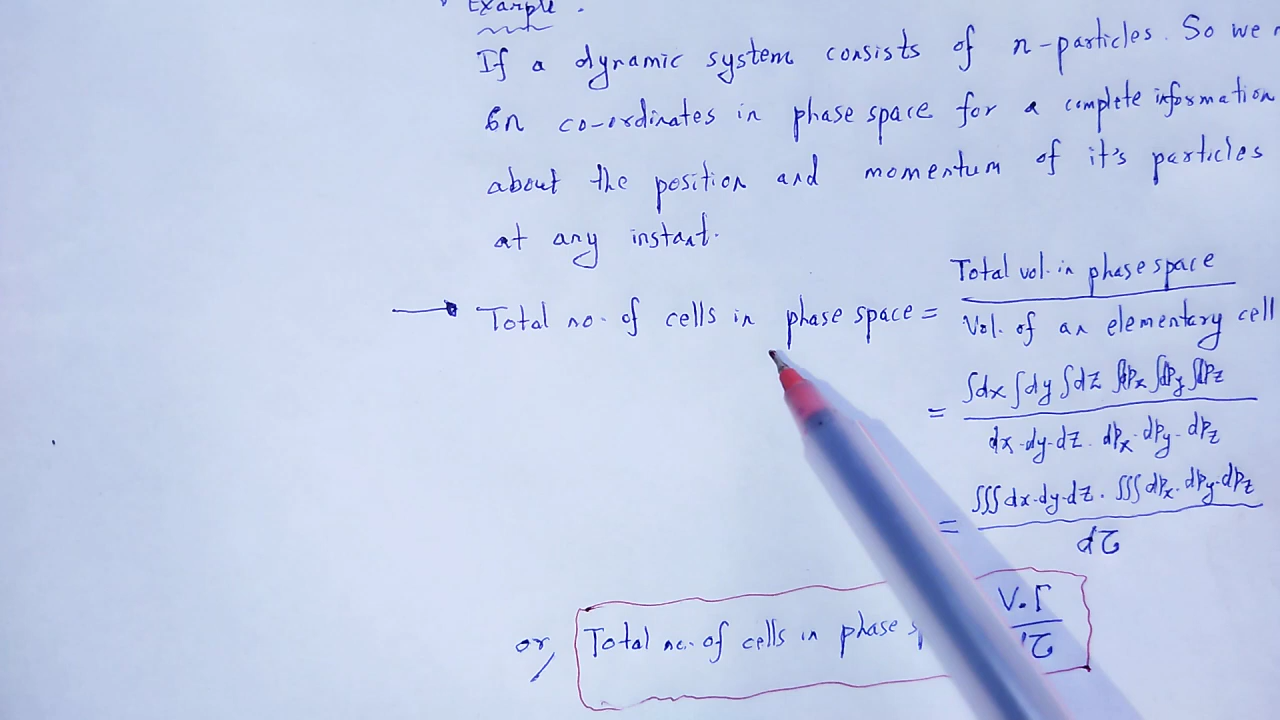 Example.
If a dynamic system consists of n-particles. So we
6n co-ordinates in phase space for a complete information
about the position and momentum of it's particles
at any instant.
Total no. of cells in phase space = Total vol. in phase space / Vol. of an elementary cell
= ∫dx ∫dy ∫dz ∫dpx ∫dpy ∫dpz / dx·dy·dz·dpx·dpy·dpz
= ∫∫∫ dx·dy·dz · ∫∫∫ dpx·dpy·dpz / dτ
or, Total no. of cells in phase